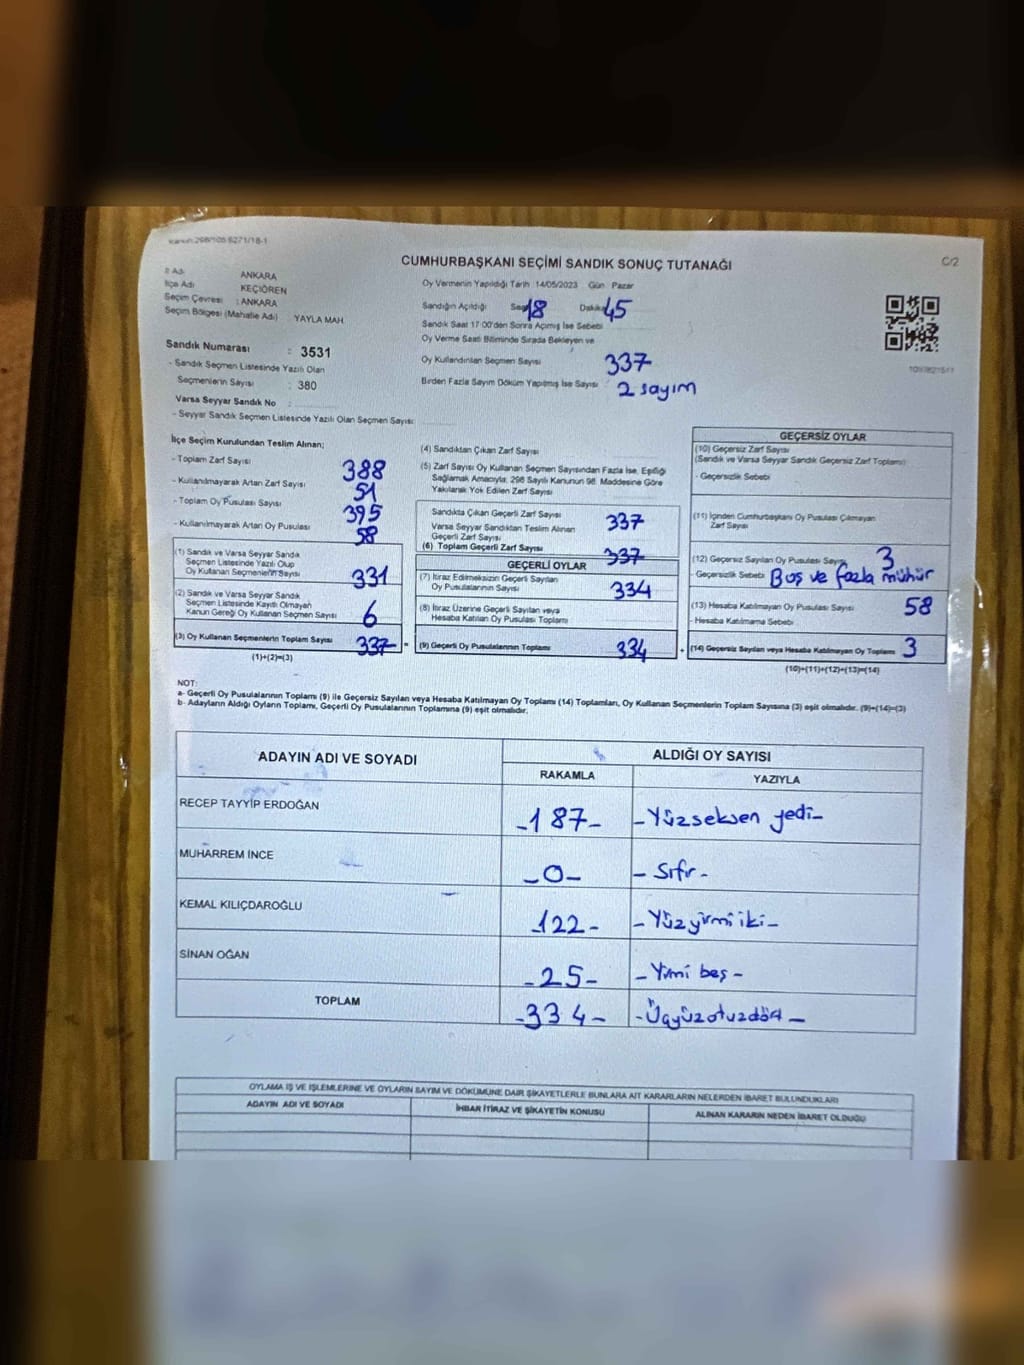 Kanun:298/105 6271/18-1
CUMHURBAŞKANI SEÇİMİ SANDIK SONUÇ TUTANAĞI
C/2
İl Adı ANKARA
İlçe Adı KEÇİÖREN
Seçim Çevresi : ANKARA
Seçim Bölgesi (Mahalle Adı) YAYLA MAH.
Sandık Numarası : 3531
- Sandık Seçmen Listesinde Yazılı Olan
Seçmenlerin Sayısı : 380
Varsa Seyyar Sandık No :
- Seyyar Sandık Seçmen Listesinde Yazılı Olan Seçmen Sayısı:
Oy Vermenin Yapıldığı Tarih 14/05/2023 Gün Pazar
Sandığın Açıldığı Saat 18 Dakika 45
Sandık Saat 17:00'den Sonra Açımış İse Sebebi
Oy Verme Saati Bitiminde Sırada Bekleyen ve
Oy Kullandırılan Seçmen Sayısı 337
Birden Fazla Sayım Döküm Yapılmış İse Sayısı : 2 sayım
İlçe Seçim Kurulundan Teslim Alınan;
- Toplam Zarf Sayısı 388
- Kullanılmayarak Artan Zarf Sayısı 51
- Toplam Oy Pusulası Sayısı 395
- Kullanılmayarak Artan Oy Pusulası 58
(1) Sandık ve Varsa Seyyar Sandık
Seçmen Listesinde Yazılı Olup
Oy Kullanan Seçmenlerin Sayısı 331
(2) Sandık ve Varsa Seyyar Sandık
Seçmen Listesinde Kayıtlı Olmayan
Kanun Gereği Oy Kullanan Seçmen Sayısı 6
(3) Oy Kullanan Seçmenlerin Toplam Sayısı 337 =
(1)+(2)=(3)
(4) Sandıktan Çıkan Zarf Sayısı
(5) Zarf Sayısı Oy Kullanan Seçmen Sayısından Fazla İse, Eşitliği
Sağlamak Amacıyla; 298 Sayılı Kanunun 98. Maddesine Göre
Yakılarak Yok Edilen Zarf Sayısı
Sandıkta Çıkan Geçerli Zarf Sayısı 337
Varsa Seyyar Sandıktan Teslim Alınan
Geçerli Zarf Sayısı
(6) Toplam Geçerli Zarf Sayısı 337
GEÇERLİ OYLAR
(7) İtiraz Edilmeksizin Geçerli Sayılan
Oy Pusulalarının Sayısı 334
(8) İtiraz Üzerine Geçerli Sayılan veya
Hesaba Katılan Oy Pusulası Toplamı
(9) Geçerli Oy Pusulalarının Toplamı 334 +
GEÇERSİZ OYLAR
(10) Geçersiz Zarf Sayısı
(Sandık ve Varsa Seyyar Sandık Geçersiz Zarf Toplamı)
- Geçersizlik Sebebi
(11) İçinden Cumhurbaşkanı Oy Pusulası Çıkmayan
Zarf Sayısı
(12) Geçersiz Sayılan Oy Pusulası Sayısı 3
- Geçersizlik Sebebi Boş ve fazla mühür
(13) Hesaba Katılmayan Oy Pusulası Sayısı 58
- Hesaba Katılmama Sebebi
(14) Geçersiz Sayılan veya Hesaba Katılmayan Oy Toplamı 3
(10)+(11)+(12)+(13)=(14)
NOT:
a- Geçerli Oy Pusulalarının Toplamı (9) ile Geçersiz Sayılan veya Hesaba Katılmayan Oy Toplamı (14) Toplamları, Oy Kullanan Seçmenlerin Toplam Sayısına (3) eşit olmalıdır. (9)+(14)=(3)
b- Adayların Aldığı Oyların Toplamı, Geçerli Oy Pusulalarının Toplamına (9) eşit olmalıdır.
ADAYIN ADI VE SOYADI ALDIĞI OY SAYISI
RAKAMLA YAZIYLA
RECEP TAYYİP ERDOĞAN -187- -Yüzseksen yedi-
MUHARREM İNCE -0- - Sıfır -
KEMAL KILIÇDAROĞLU 122- -Yüzyirmi iki-
SİNAN OĞAN -25- -Yirmi beş-
TOPLAM -334- -Üçyüzotuzdört-
OYLAMA İŞ VE İŞLEMLERİNE VE OYLARIN SAYIM VE DÖKÜMÜNE DAİR ŞİKAYETLERLE BUNLARA AİT KARARLARIN NELERDEN İBARET BULUNDUKLARI
ADAYIN ADI VE SOYADI İHBAR İTİRAZ VE ŞİKAYETİN KONUSU ALINAN KARARIN NEDEN İBARET OLDUĞU